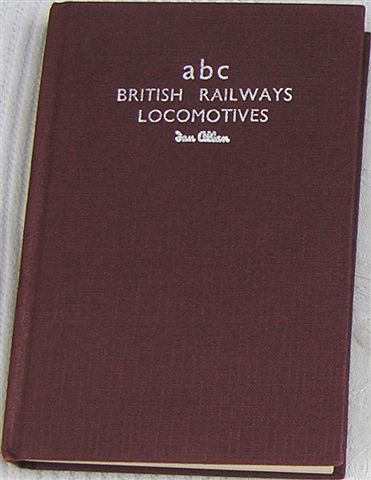 abc
BRITISH RAILWAYS
LOCOMOTIVES
Ian Allan